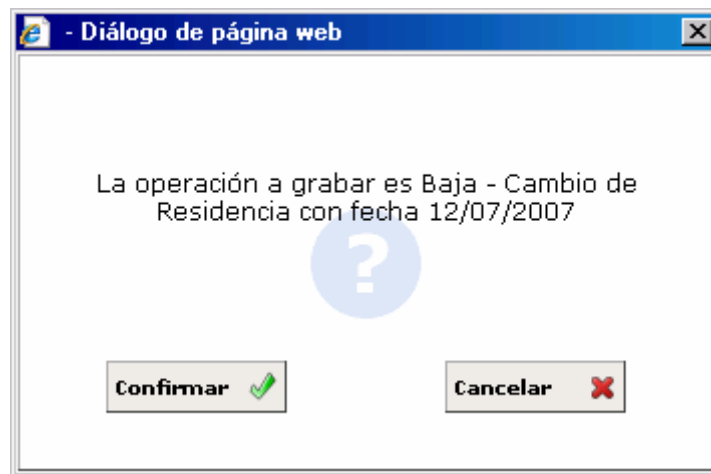 - Diálogo de página web
La operación a grabar es Baja - Cambio de
Residencia con fecha 12/07/2007
?
Confirmar
Cancelar